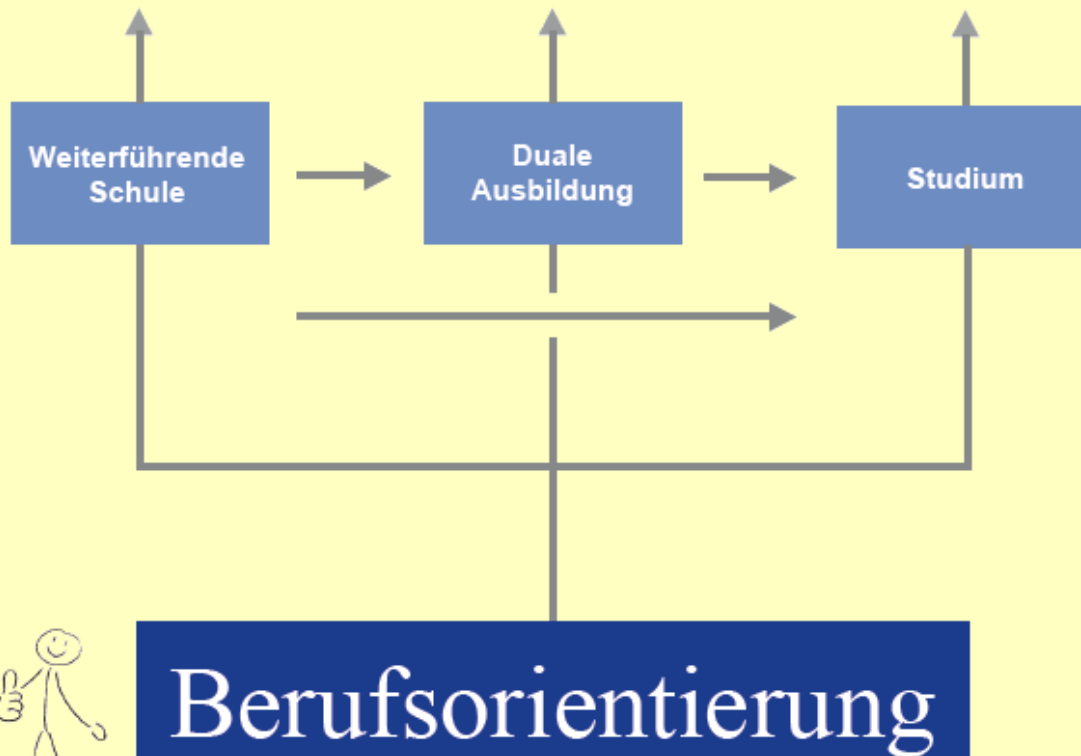 Weiterführende
Schule
Duale
Ausbildung
Studium
Berufsorientierung